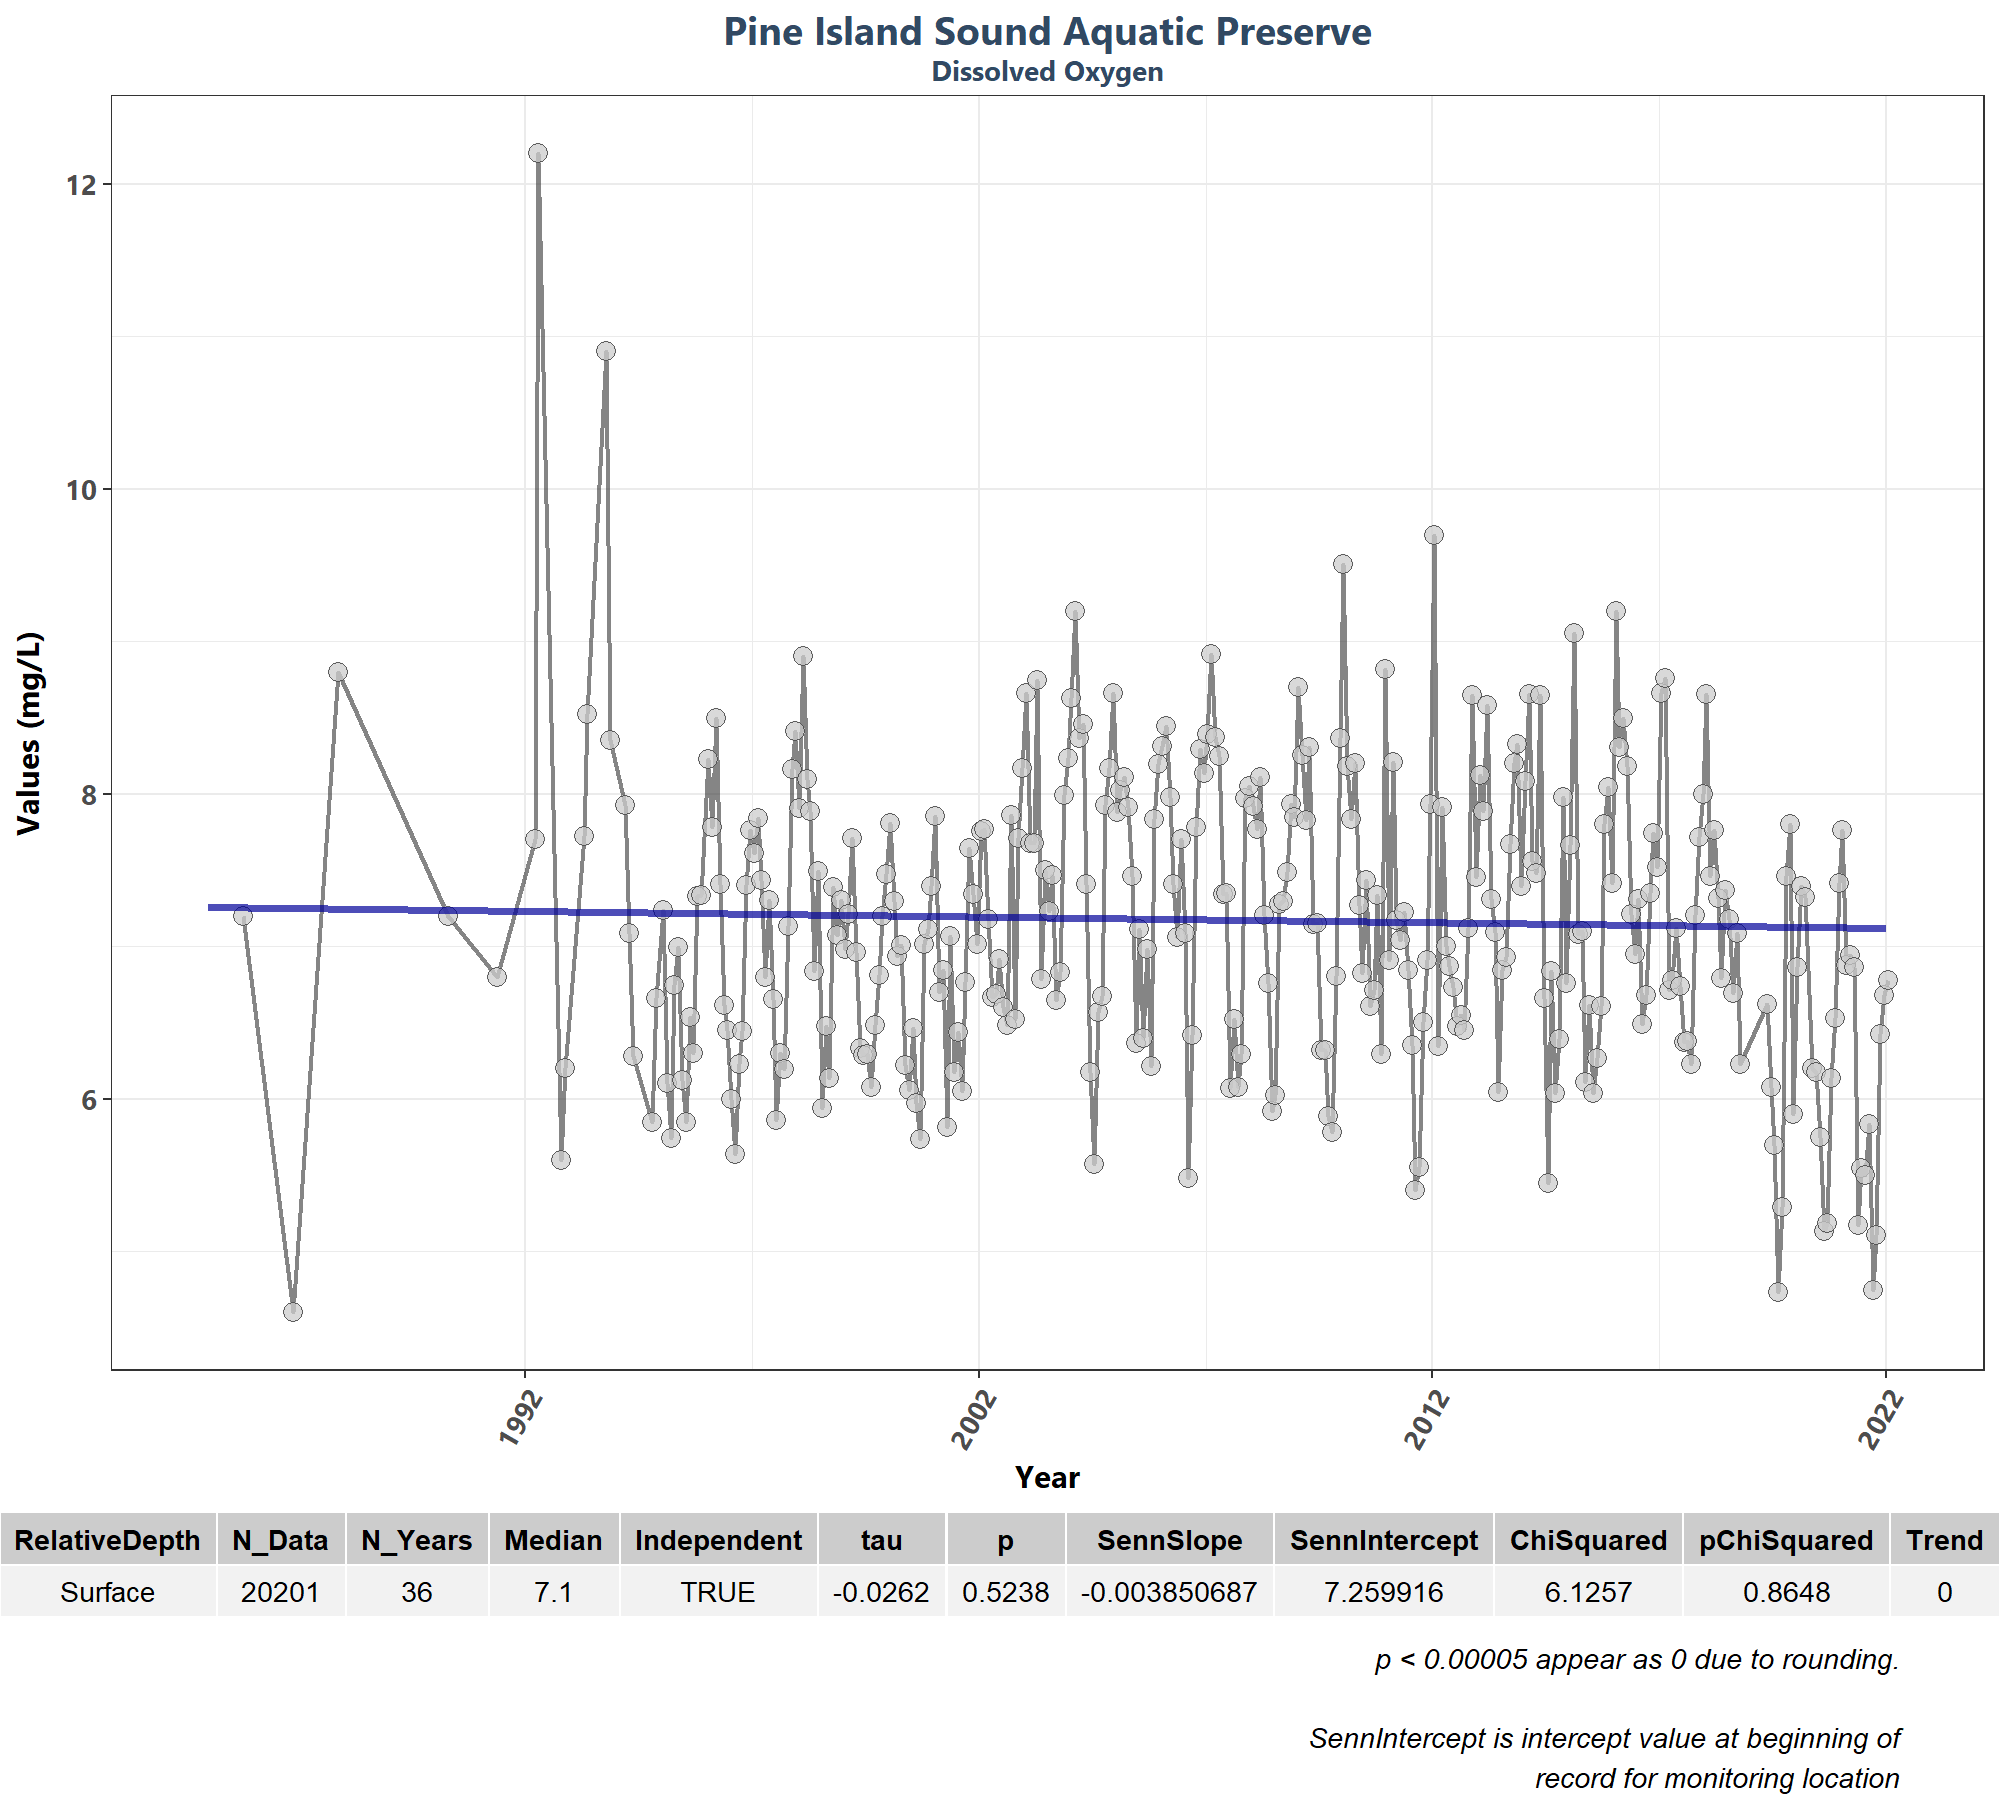 Pine Island Sound Aquatic Preserve
Dissolved Oxygen
Values (mg/L)
12
10
8
6
1992
2002
2012
2022
Year
RelativeDepth N_Data N_Years Median Independent tau p SennSlope SennIntercept ChiSquared pChiSquared Trend
Surface 20201 36 7.1 TRUE -0.0262 0.5238 -0.003850687 7.259916 6.1257 0.8648 0
p < 0.00005 appear as 0 due to rounding.
SennIntercept is intercept value at beginning of
record for monitoring location